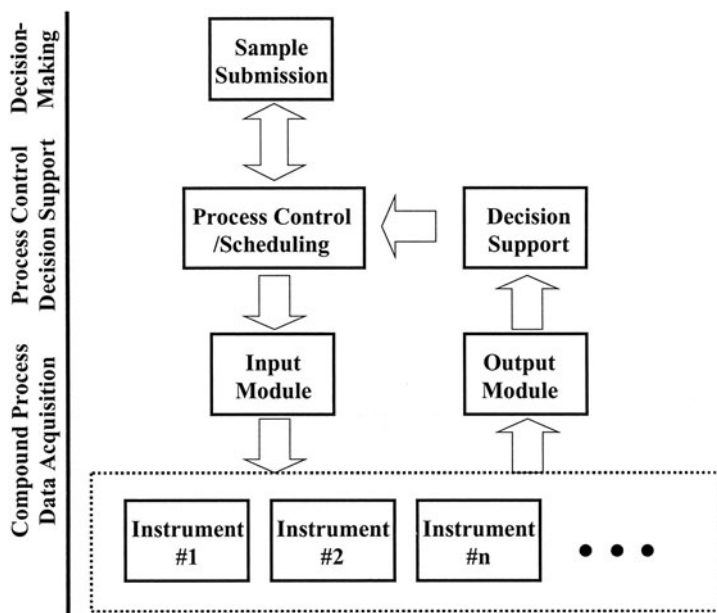 Decision-
Making
Sample
Submission
Process Control
Decision Support
Process Control
/Scheduling
Decision
Support
Compound Process
Data Acquisition
Input
Module
Output
Module
Instrument
#1
Instrument
#2
Instrument
#n